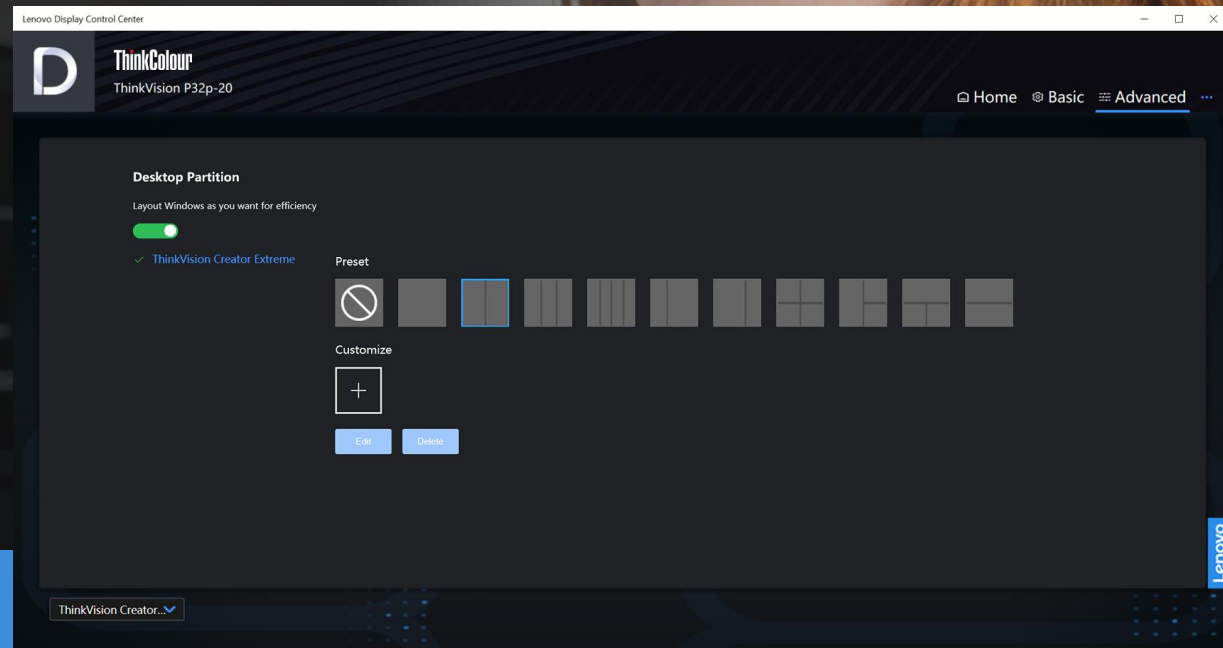 Lenovo Display Control Center
ThinkColour
ThinkVision P32p-20
Home Basic Advanced ...
Desktop Partition
Layout Windows as you want for efficiency
ThinkVision Creator Extreme
Preset
Customize
Edit Delete
Lenovo
ThinkVision Creator...